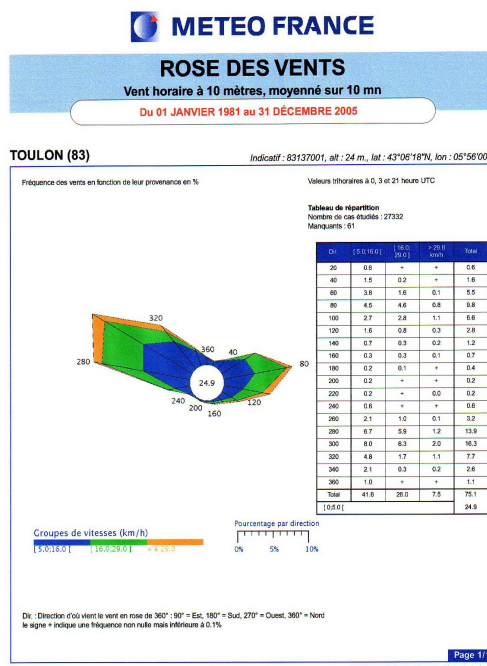 METEO FRANCE
ROSE DES VENTS
Vent horaire à 10 mètres, moyenné sur 10 mn
Du 01 JANVIER 1981 au 31 DÉCEMBRE 2005
TOULON (83)
Indicatif : 83137001, alt : 24 m., lat : 43°06'18"N, lon : 05°56'00
Fréquence des vents en fonction de leur provenance en %
Valeurs trihoraires à 0, 3 et 21 heure UTC
Tableau de répartition
Nombre de cas étudiés : 27332
Manquants : 61
Dir. [ 5.0;16.0 [ [ 16.0; 29.0 ] > 29.0 km/h Total
20 0.6 + + 0.6
40 1.5 0.2 + 1.6
60 3.8 1.6 0.1 5.5
80 4.5 4.6 0.8 9.8
100 2.7 2.8 1.1 6.6
120 1.6 0.8 0.3 2.8
140 0.7 0.3 0.2 1.2
160 0.3 0.3 0.1 0.7
180 0.2 0.1 + 0.4
200 0.2 + + 0.2
220 0.2 + 0.0 0.2
240 0.6 + + 0.6
260 2.1 1.0 0.1 3.2
280 6.7 5.9 1.2 13.9
300 8.0 6.3 2.0 16.3
320 4.8 1.7 1.1 7.7
340 2.1 0.3 0.2 2.6
360 1.0 + + 1.1
Total 41.6 26.0 7.5 75.1
[ 0;5.0 [ 24.9
320
360
40
280
80
24.9
240
200
160
120
Groupes de vitesses (km/h)
[ 5.0;16.0 [ [ 16.0;29.0 ] > à 29.0
Pourcentage par direction
0% 5% 10%
Dir. : Direction d'où vient le vent en rose de 360° : 90° = Est, 180° = Sud, 270° = Ouest, 360° = Nord
le signe + indique une fréquence non nulle mais inférieure à 0.1%
Page 1/1